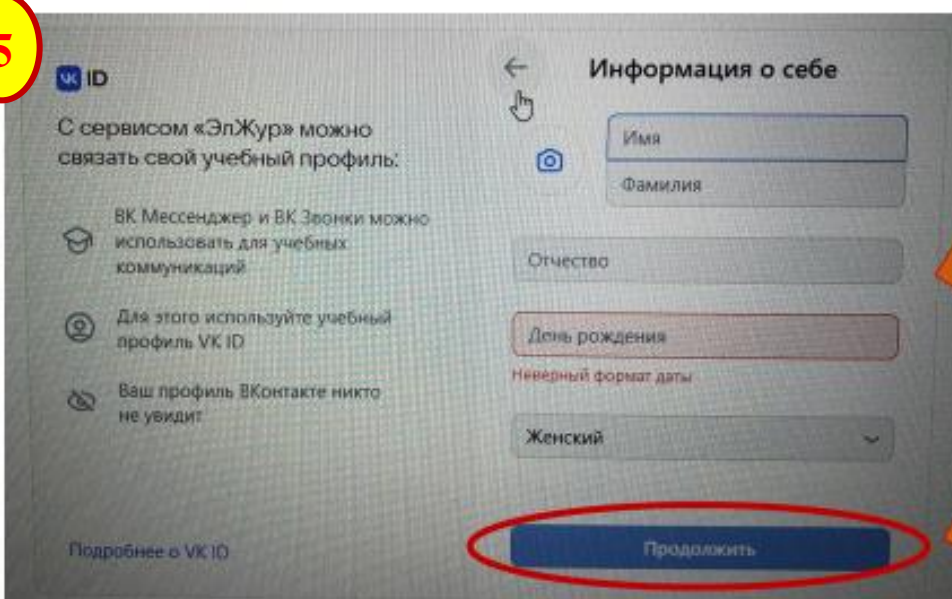 5
VK ID
С сервисом «ЭлЖур» можно
связать свой учебный профиль:
ВК Мессенджер и ВК Звонки можно
использовать для учебных
коммуникаций
Для этого используйте учебный
профиль VK ID
Ваш профиль ВКонтакте никто
не увидит
Подробнее о VK ID
Информация о себе
Имя
Фамилия
Отчество
День рождения
Неверный формат даты
Женский
Продолжить